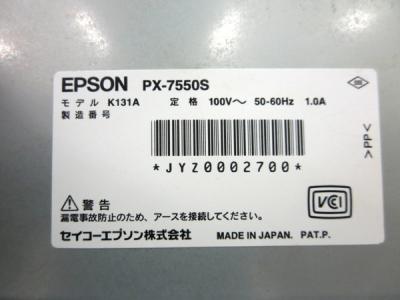 EPSON PX-7550S
モデル K131A 定格 100V～ 50-60Hz 1.0A
製造番号
*JYZ0002700*
>PP<
警告
漏電事故防止のため、アースを接続してください。
VCCI
セイコーエプソン株式会社 MADE IN JAPAN. PAT.P.